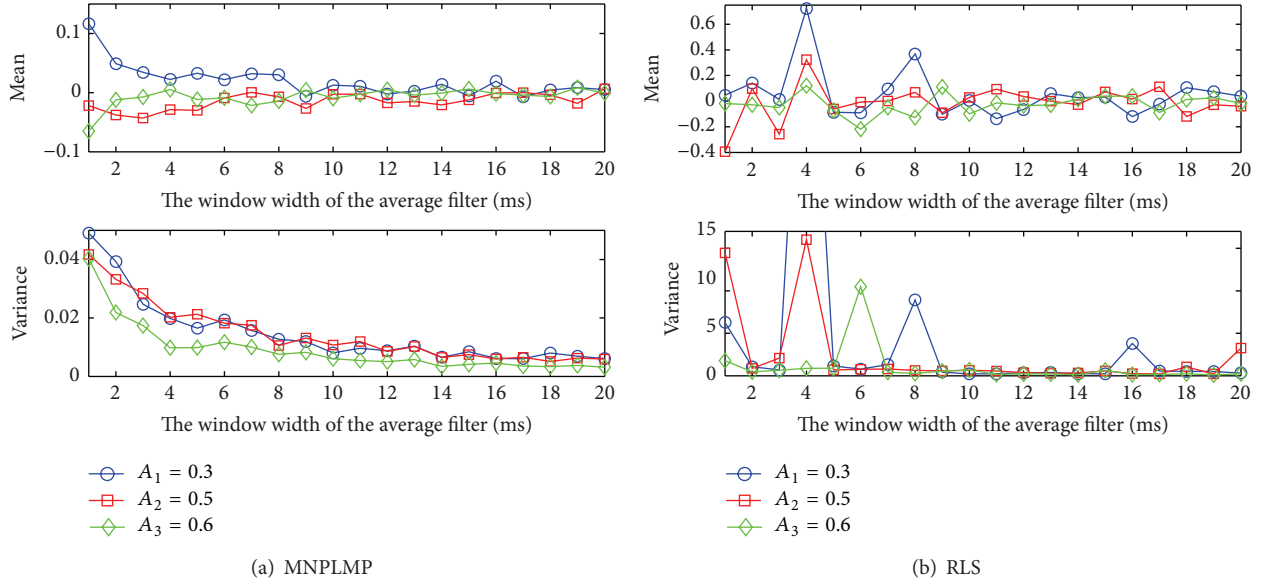 Mean
0.1
0
−0.1
2 4 6 8 10 12 14 16 18 20
The window width of the average filter (ms)
Variance
0.04
0.02
0
2 4 6 8 10 12 14 16 18 20
The window width of the average filter (ms)
A1 = 0.3
A2 = 0.5
A3 = 0.6
(a) MNPLMP
Mean
0.6
0.4
0.2
0
−0.2
−0.4
2 4 6 8 10 12 14 16 18 20
The window width of the average filter (ms)
Variance
15
10
5
0
2 4 6 8 10 12 14 16 18 20
The window width of the average filter (ms)
A1 = 0.3
A2 = 0.5
A3 = 0.6
(b) RLS